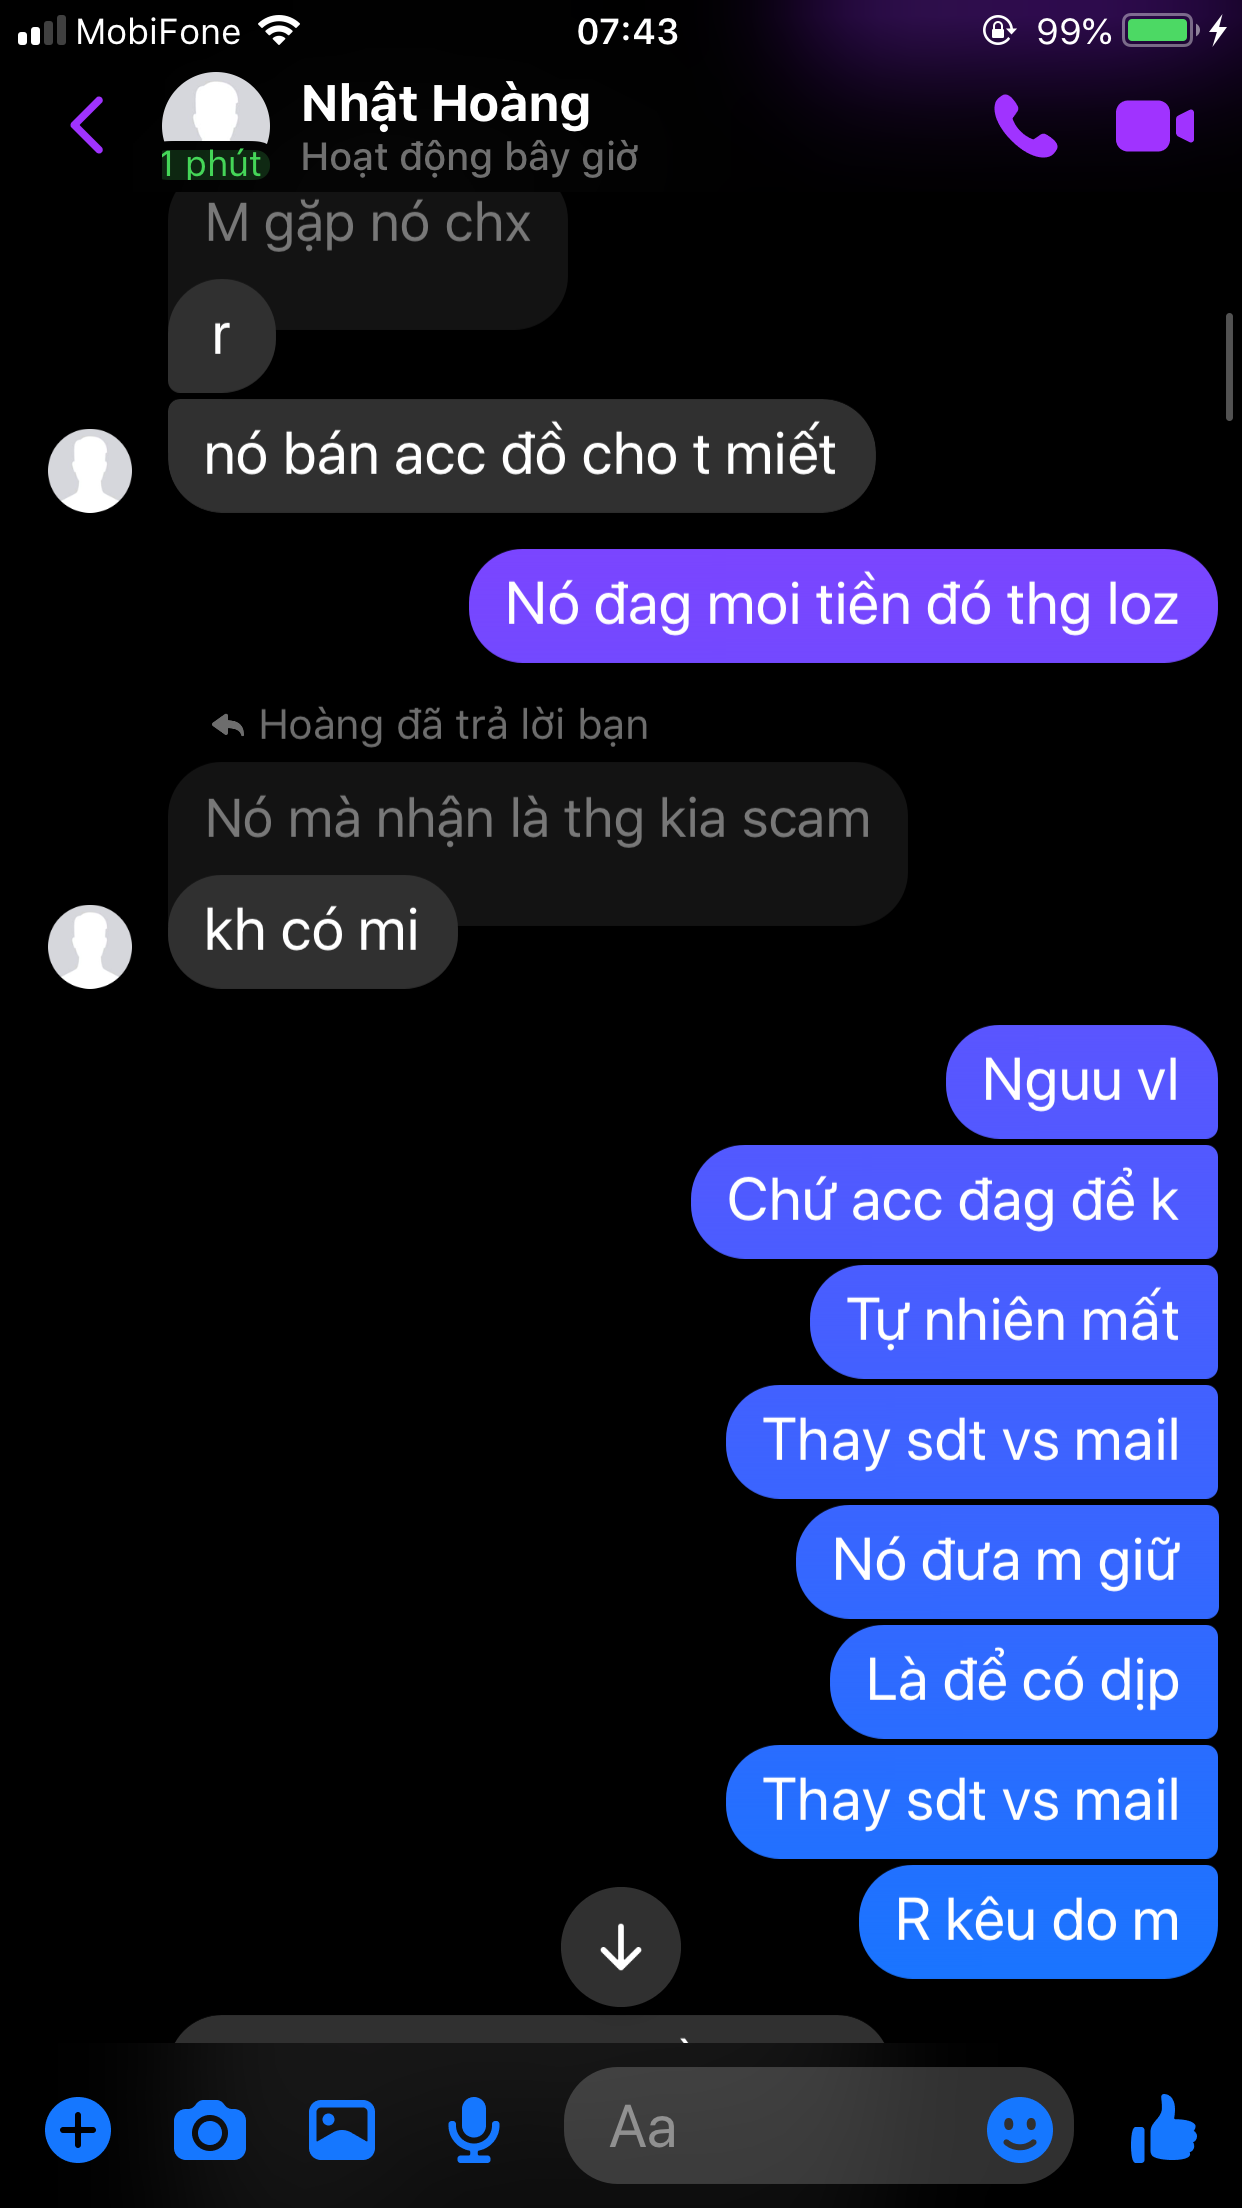 MobiFone 07:43 99%
Nhật Hoàng
1 phút
Hoạt động bây giờ
M gặp nó chx
r
nó bán acc đồ cho t miết
Nó đag moi tiền đó thg loz
Hoàng đã trả lời bạn
Nó mà nhận là thg kia scam
kh có mi
Nguu vl
Chứ acc đag để k
Tự nhiên mất
Thay sdt vs mail
Nó đưa m giữ
Là để có dịp
Thay sdt vs mail
R kêu do m
Aa